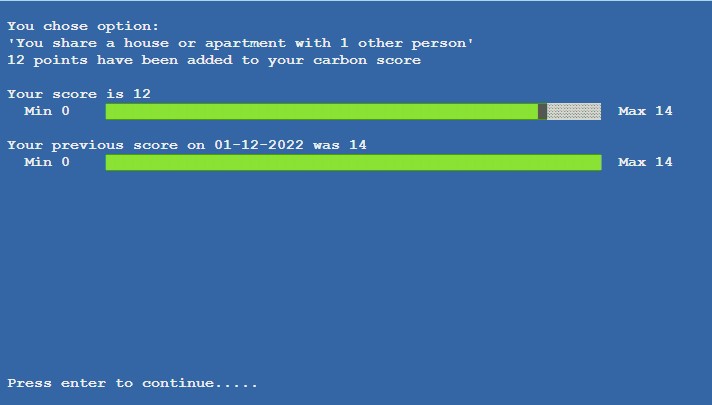 You chose option:
'You share a house or apartment with 1 other person'
12 points have been added to your carbon score
Your score is 12
Min 0 Max 14
Your previous score on 01-12-2022 was 14
Min 0 Max 14
Press enter to continue.....